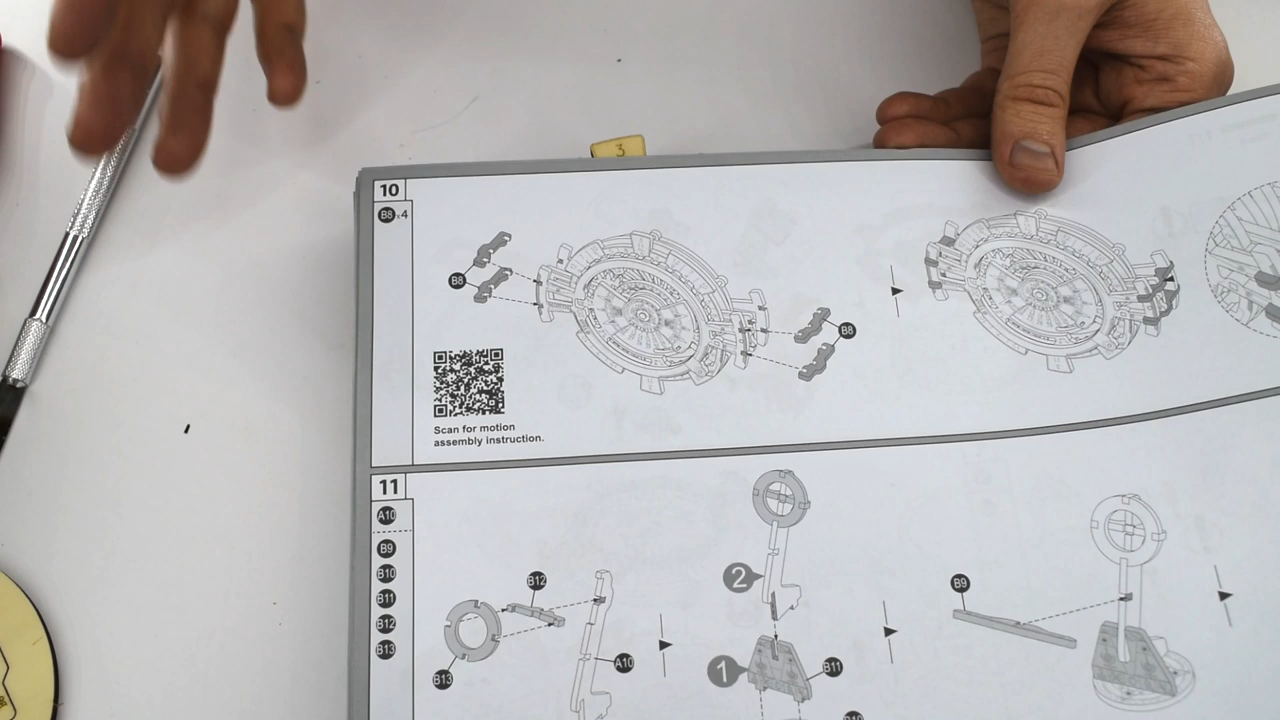 3
10
B8 x4
B8
B8
Scan for motion
assembly instruction.
11
A10
B9
B10
B11
B12
B13
B12
B13
A10
2
1
B11
B9